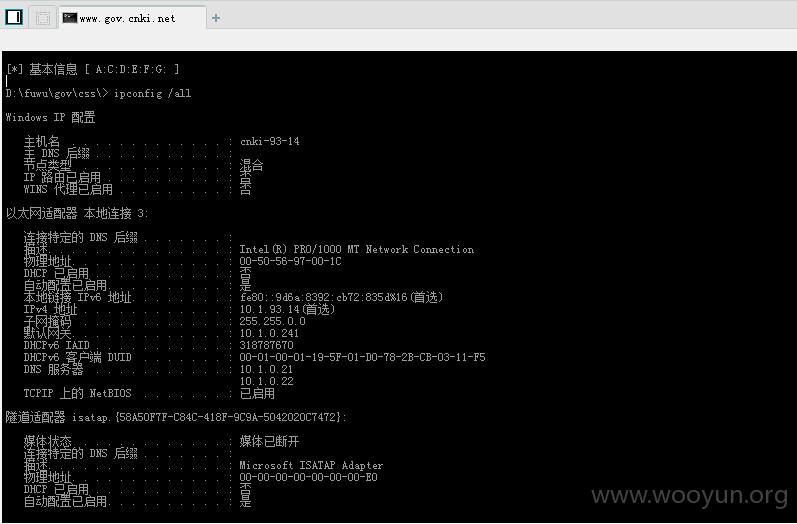 www.gov.cnki.net
[*] 基本信息 [ A:C:D:E:F:G: ]
D:\fuwu\gov\css\> ipconfig /all
Windows IP 配置
主机名 . . . . . . . . . . . . . : cnki-93-14
主 DNS 后缀 . . . . . . . . . . . :
节点类型 . . . . . . . . . . . . : 混合
IP 路由已启用 . . . . . . . . . . : 否
WINS 代理已启用 . . . . . . . . . : 否
以太网适配器 本地连接 3:
连接特定的 DNS 后缀 . . . . . . . :
描述. . . . . . . . . . . . . . . : Intel(R) PRO/1000 MT Network Connection
物理地址. . . . . . . . . . . . . : 00-50-56-97-00-1C
DHCP 已启用 . . . . . . . . . . . : 否
自动配置已启用. . . . . . . . . . : 是
本地链接 IPv6 地址. . . . . . . . : fe80::9d6a:8392:cb72:835d%16(首选)
IPv4 地址 . . . . . . . . . . . . : 10.1.93.14(首选)
子网掩码 . . . . . . . . . . . . : 255.255.0.0
默认网关. . . . . . . . . . . . . : 10.1.0.241
DHCPv6 IAID . . . . . . . . . . . : 318787670
DHCPv6 客户端 DUID . . . . . . . : 00-01-00-01-19-5F-01-D0-78-2B-CB-03-11-F5
DNS 服务器 . . . . . . . . . . . : 10.1.0.21
10.1.0.22
TCPIP 上的 NetBIOS . . . . . . . : 已启用
隧道适配器 isatap.{58A50F7F-C84C-418F-9C9A-5042020C7472}:
媒体状态 . . . . . . . . . . . . : 媒体已断开
连接特定的 DNS 后缀 . . . . . . . :
描述. . . . . . . . . . . . . . . : Microsoft ISATAP Adapter
物理地址. . . . . . . . . . . . . : 00-00-00-00-00-00-00-E0
DHCP 已启用 . . . . . . . . . . . : 否
自动配置已启用. . . . . . . . . . : 是
www.wooyun.org